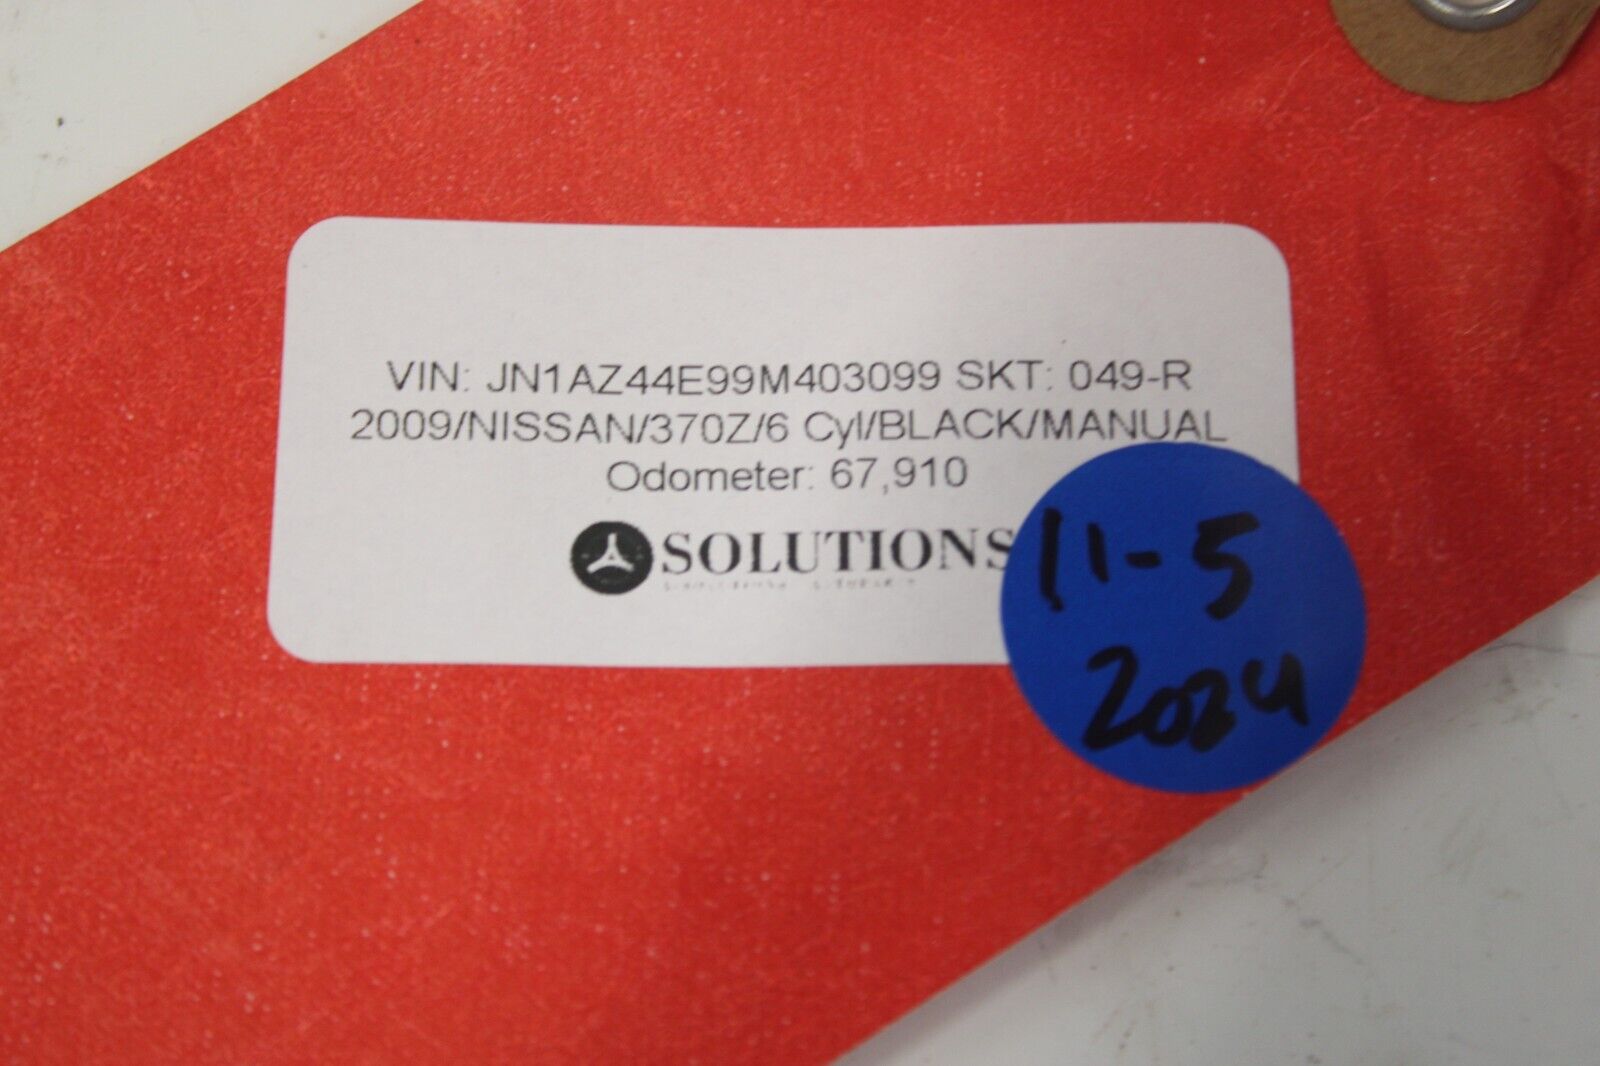 VIN: JN1AZ44E99M403099 SKT: 049-R
2009/NISSAN/370Z/6 Cyl/BLACK/MANUAL
Odometer: 67,910
SOLUTIONS
11-5
2024